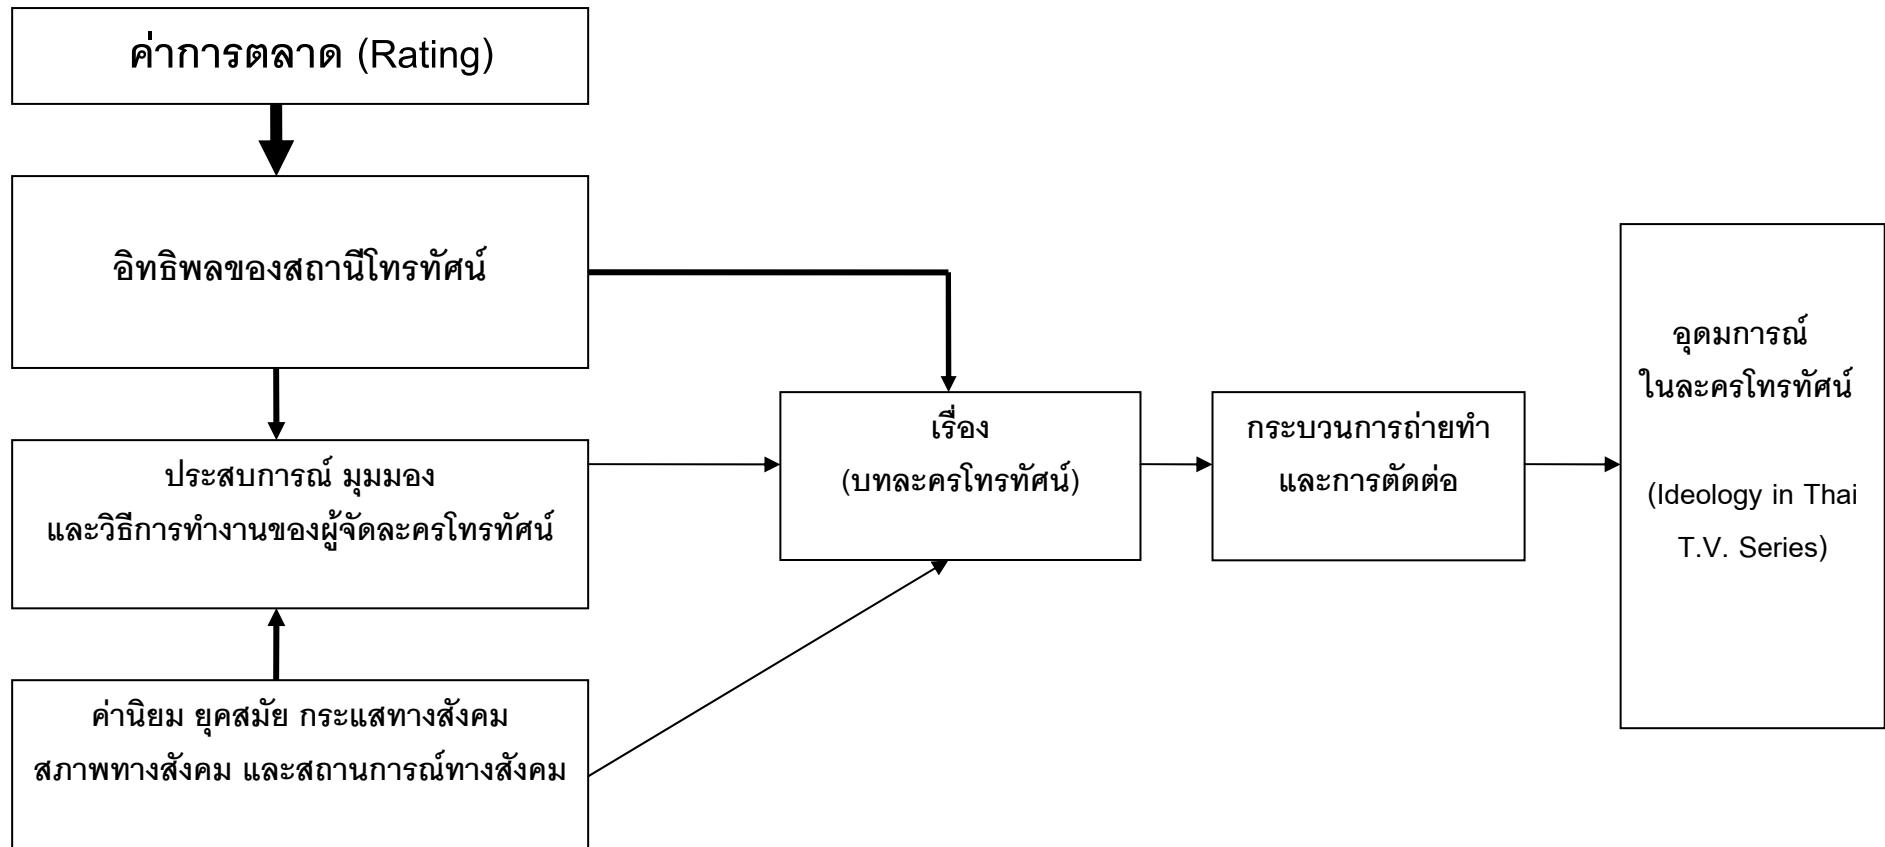 ค่าการตลาด (Rating)
อิทธิพลของสถานีโทรทัศน์
ประสบการณ์ มุมมอง
และวิธีการทำงานของผู้จัดละครโทรทัศน์
ค่านิยม ยุคสมัย กระแสทางสังคม
สภาพทางสังคม และสถานการณ์ทางสังคม
เรื่อง
(บทละครโทรทัศน์)
กระบวนการถ่ายทำ
และการตัดต่อ
อุดมการณ์
ในละครโทรทัศน์
(Ideology in Thai
T.V. Series)